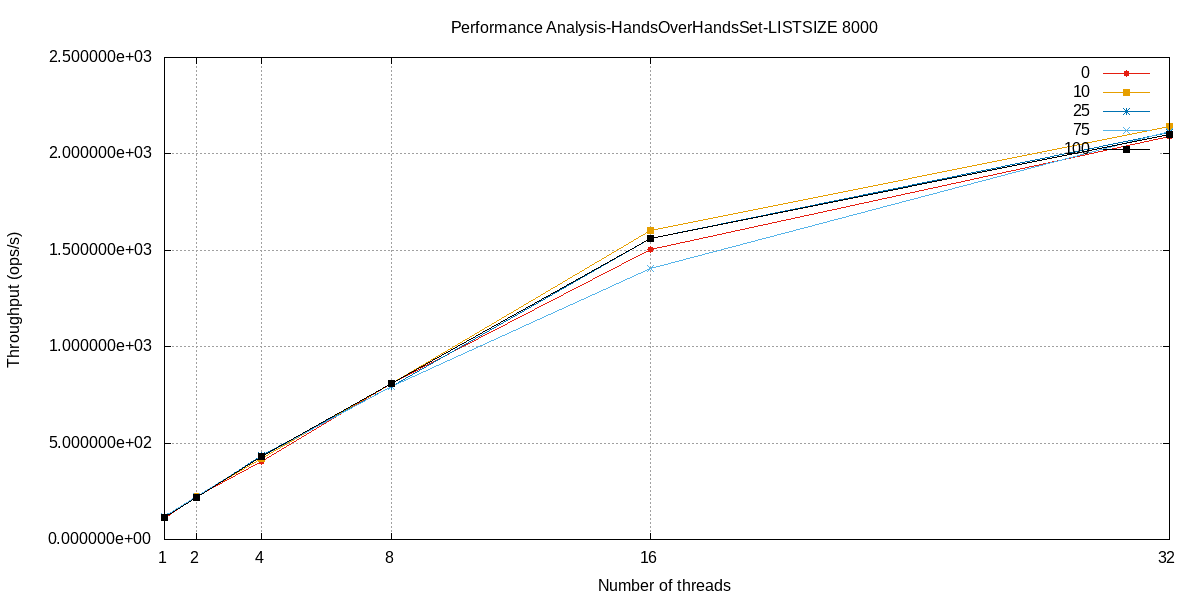 Performance Analysis-HandsOverHandsSet-LISTSIZE 8000
2.500000e+03
2.000000e+03
1.500000e+03
1.000000e+03
5.000000e+02
0.000000e+00
Throughput (ops/s)
0
10
25
75
100
1 2 4 8 16 32
Number of threads